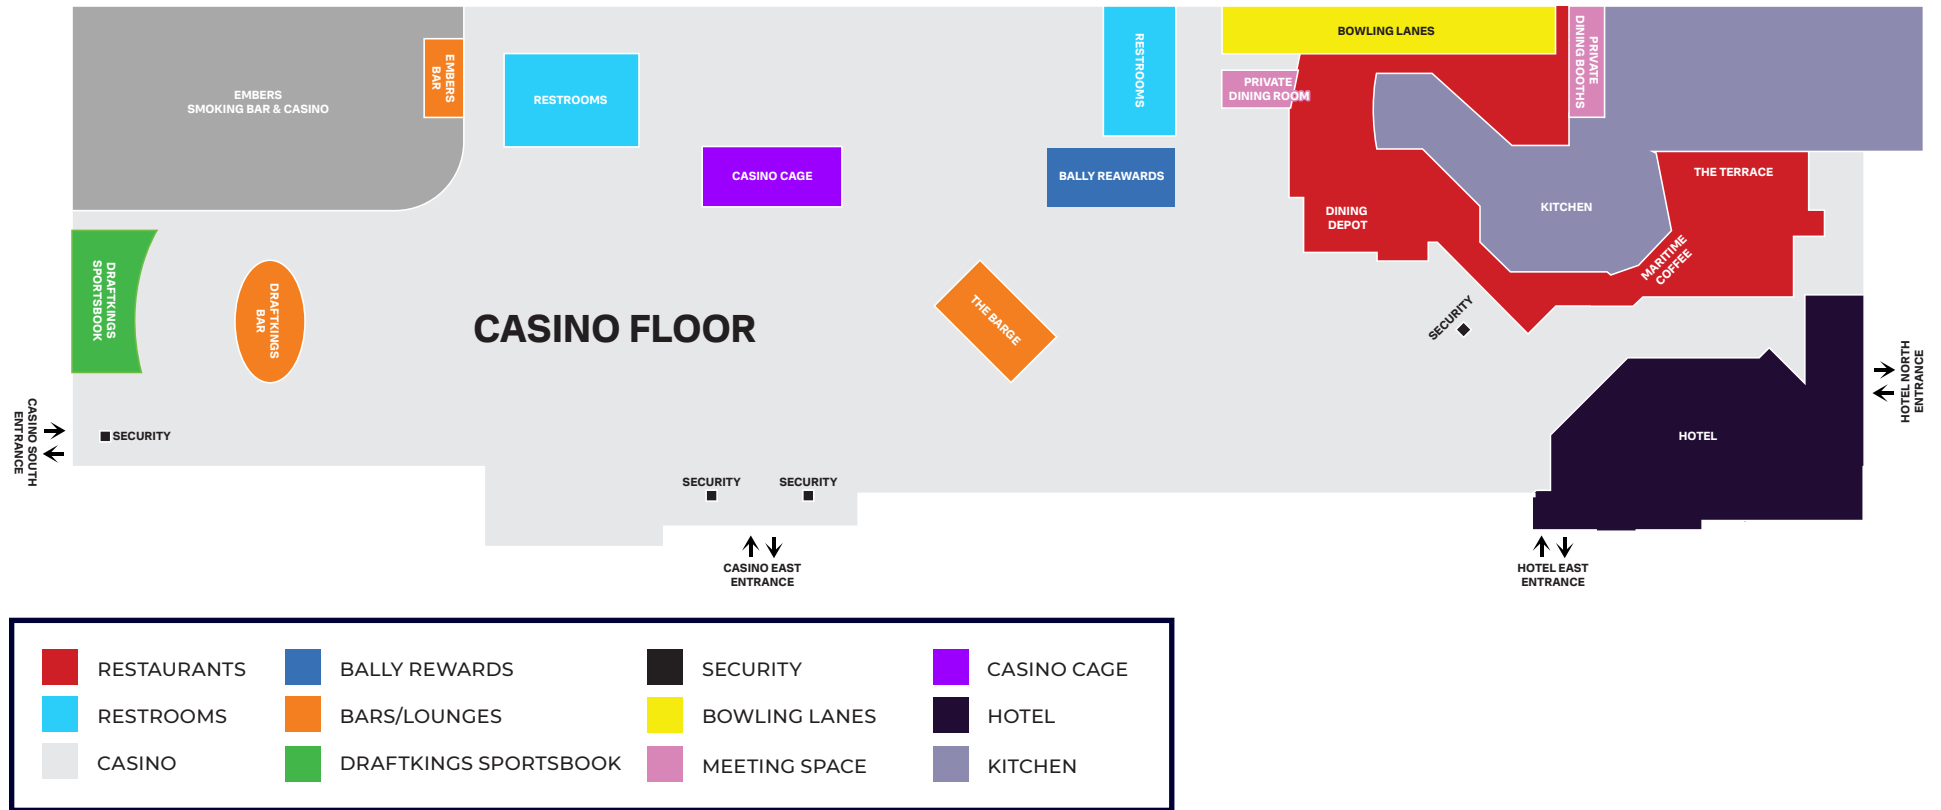 BOWLING LANES
PRIVATE
DINING BOOTHS
EMBERS
BAR
RESTROOMS
PRIVATE
DINING ROOM
EMBERS
SMOKING BAR & CASINO
RESTROOMS
CASINO CAGE
BALLY REAWARDS
THE TERRACE
DINING
DEPOT
KITCHEN
MARITIME
COFFEE
DRAFTKINGS
SPORTSBOOK
DRAFTKINGS
BAR
CASINO FLOOR
THE BARGE
SECURITY
HOTEL NORTH
ENTRANCE
CASINO SOUTH
ENTRANCE
SECURITY
HOTEL
SECURITY
SECURITY
CASINO EAST
ENTRANCE
HOTEL EAST
ENTRANCE
RESTAURANTS
BALLY REWARDS
SECURITY
CASINO CAGE
RESTROOMS
BARS/LOUNGES
BOWLING LANES
HOTEL
CASINO
DRAFTKINGS SPORTSBOOK
MEETING SPACE
KITCHEN